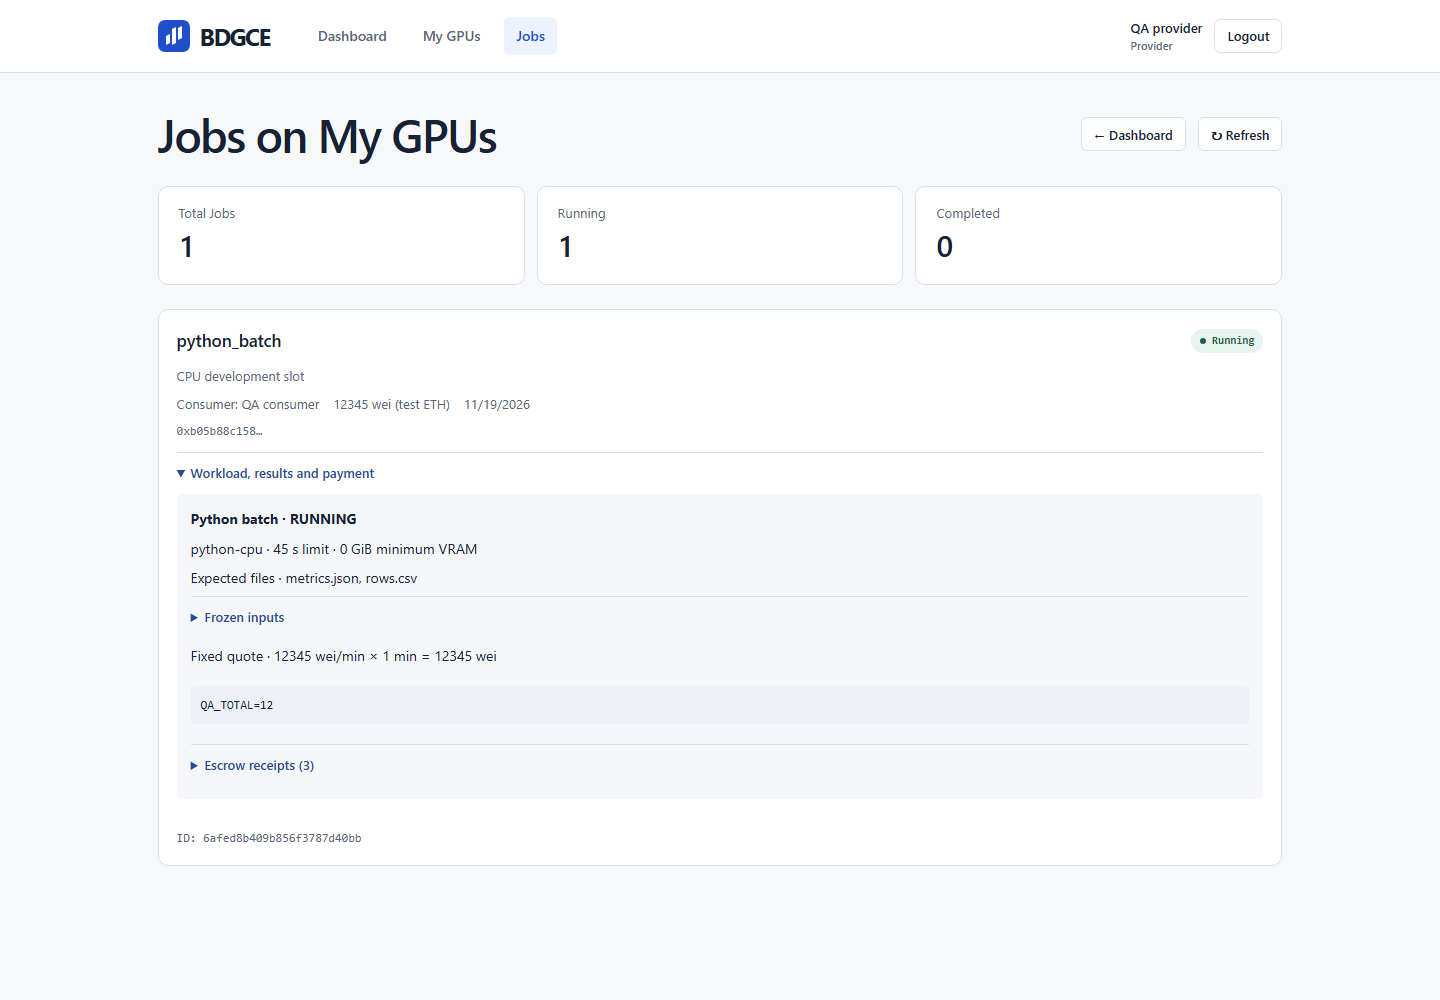 BDGCE
Dashboard
My GPUs
Jobs
QA provider
Provider
Logout
Jobs on My GPUs
← Dashboard
↻ Refresh
Total Jobs
1
Running
1
Completed
0
python_batch
Running
CPU development slot
Consumer: QA consumer 12345 wei (test ETH) 11/19/2026
0xb05b88c158…
▼ Workload, results and payment
Python batch · RUNNING
python-cpu · 45 s limit · 0 GiB minimum VRAM
Expected files · metrics.json, rows.csv
▶ Frozen inputs
Fixed quote · 12345 wei/min × 1 min = 12345 wei
QA_TOTAL=12
▶ Escrow receipts (3)
ID: 6afed8b409b856f3787d40bb